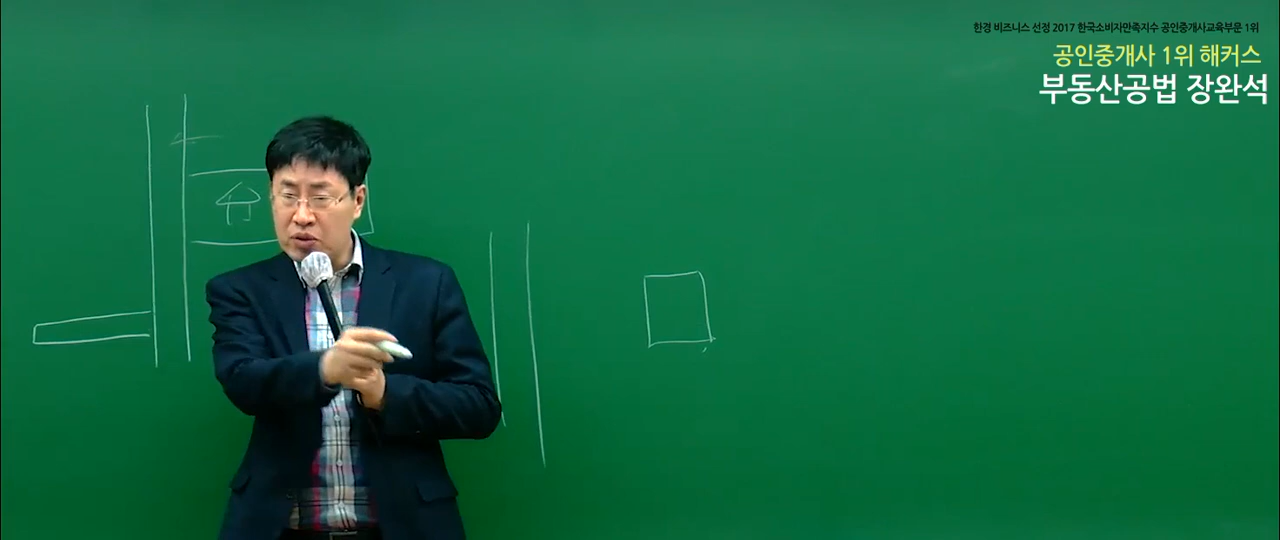 한경 비즈니스 선정 2017 한국소비자만족지수 공인중개사교육부문 1위
공인중개사 1위 해커스
부동산공법 장완석